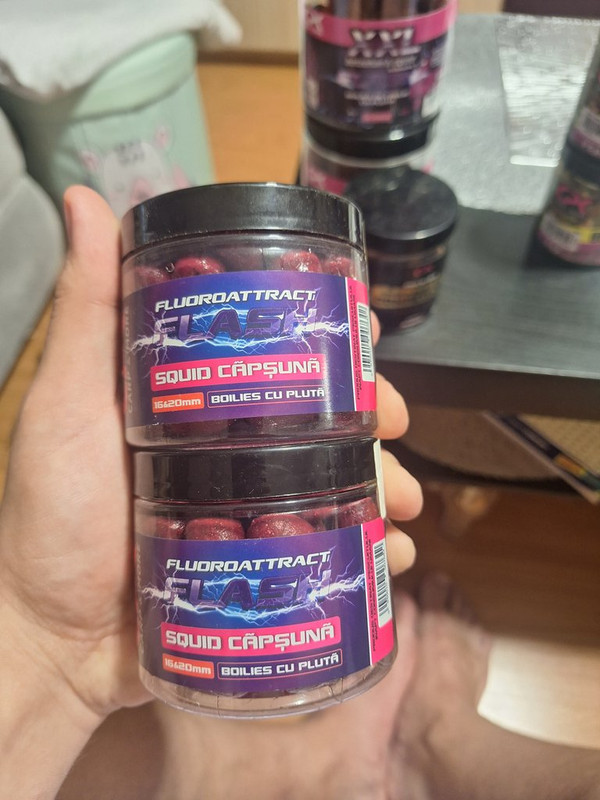 XXL
FLUOROATTRACT
FLASH
SQUID CĂPȘUNĂ
16&20mm BOILIES CU PLUTĂ
FLUOROATTRACT
FLASH
SQUID CĂPȘUNĂ
16&20mm BOILIES CU PLUTĂ